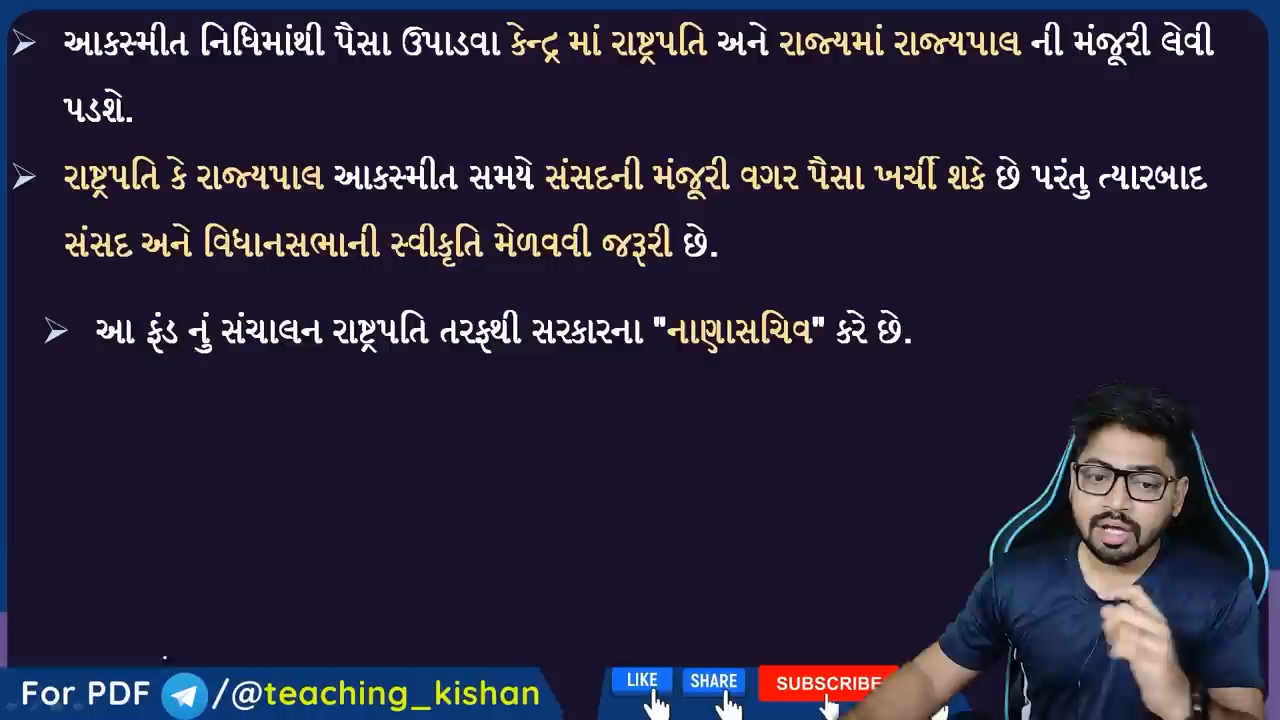 ➢ આકસ્મીત નિધિમાંથી પૈસા ઉપાડવા કેન્દ્ર માં રાષ્ટ્રપતિ અને રાજ્યમાં રાજ્યપાલ ની મંજૂરી લેવી
પડશે.
➢ રાષ્ટ્રપતિ કે રાજ્યપાલ આકસ્મીત સમયે સંસદની મંજૂરી વગર પૈસા ખર્ચી શકે છે પરંતુ ત્યારબાદ
સંસદ અને વિધાનસભાની સ્વીકૃતિ મેળવવી જરૂરી છે.
➢ આ ફંડ નું સંચાલન રાષ્ટ્રપતિ તરફથી સરકારના "નાણાસચિવ" કરે છે.
For PDF /@teaching_kishan
LIKE SHARE SUBSCRIBE